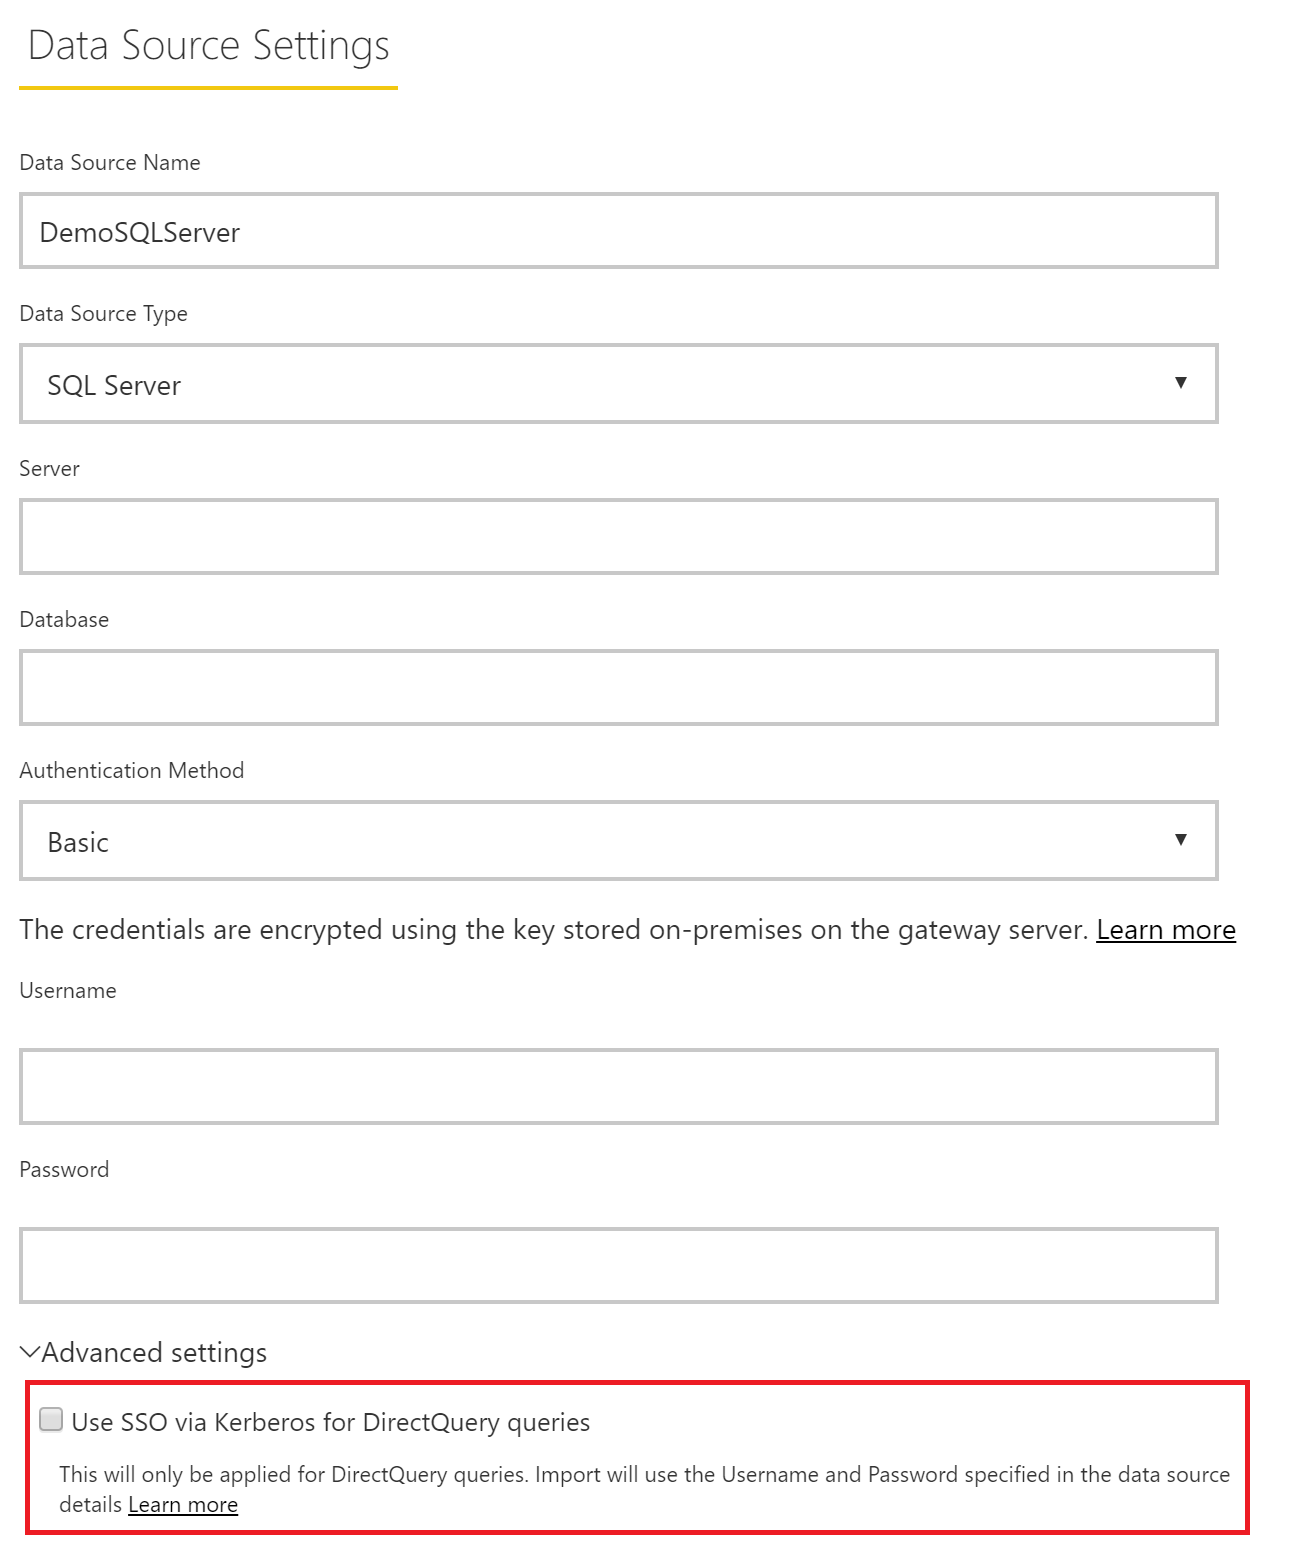 Data Source Settings
Data Source Name
DemoSQLServer
Data Source Type
SQL Server
Server
Database
Authentication Method
Basic
The credentials are encrypted using the key stored on-premises on the gateway server. Learn more
Username
Password
Advanced settings
Use SSO via Kerberos for DirectQuery queries
This will only be applied for DirectQuery queries. Import will use the Username and Password specified in the data source
details Learn more